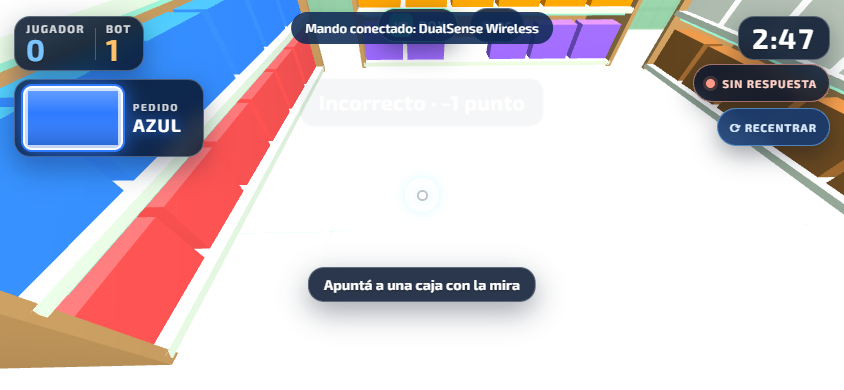 JUGADOR BOT
0 1
Mando conectado: DualSense Wireless
2:47
SIN RESPUESTA
PEDIDO
AZUL
Incorrecto · -1 punto
RECENTRAR
Apuntá a una caja con la mira